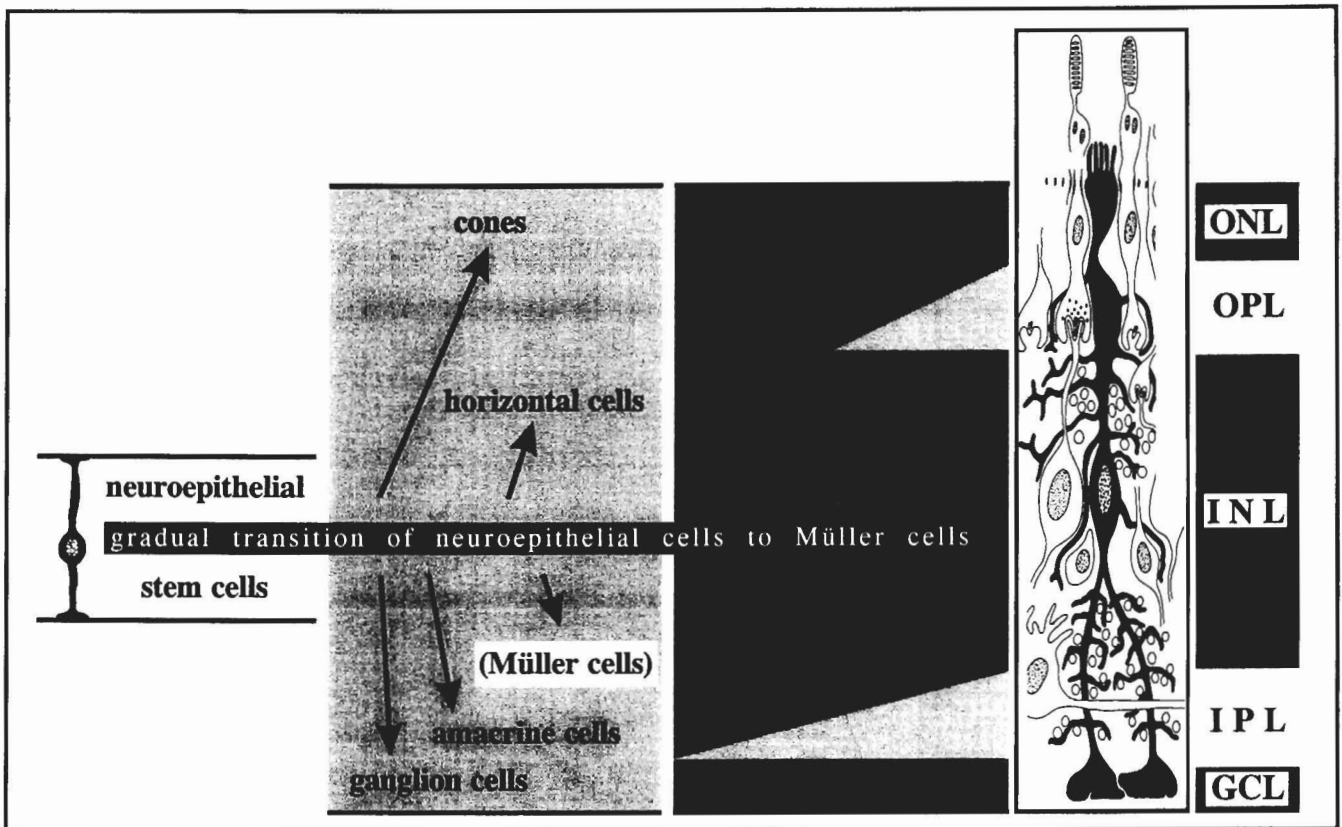 cones
horizontal cells
neuroepithelial
gradual transition of neuroepithelial cells to Müller cells
stem cells
(Müller cells)
amacrine cells
ganglion cells
ONL
OPL
INL
IPL
GCL